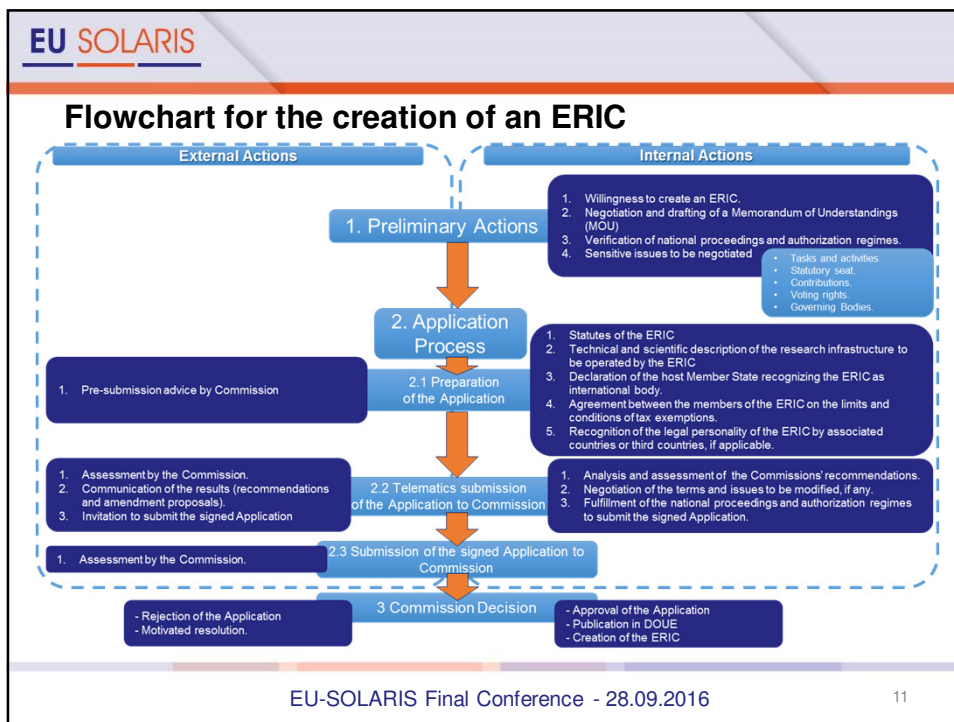 EU SOLARIS
Flowchart for the creation of an ERIC
External Actions
Internal Actions
1. Preliminary Actions
1. Willingness to create an ERIC.
2. Negotiation and drafting of a Memorandum of Understandings
(MOU)
3. Verification of national proceedings and authorization regimes.
4. Sensitive issues to be negotiated
• Tasks and activities.
• Statutory seat.
• Contributions.
• Voting rights.
• Governing Bodies.
2. Application
Process
1. Pre-submission advice by Commission
2.1 Preparation
of the Application
1. Statutes of the ERIC
2. Technical and scientific description of the research infrastructure to
be operated by the ERIC
3. Declaration of the host Member State recognizing the ERIC as
international body.
4. Agreement between the members of the ERIC on the limits and
conditions of tax exemptions.
5. Recognition of the legal personality of the ERIC by associated
countries or third countries, if applicable.
1. Assessment by the Commission.
2. Communication of the results (recommendations
and amendment proposals).
3. Invitation to submit the signed Application
2.2 Telematics submission
of the Application to Commission
1. Analysis and assessment of the Commissions' recommendations.
2. Negotiation of the terms and issues to be modified, if any.
3. Fulfillment of the national proceedings and authorization regimes
to submit the signed Application.
1. Assessment by the Commission.
2.3 Submission of the signed Application to
Commission
3 Commission Decision
- Rejection of the Application
- Motivated resolution.
- Approval of the Application
- Publication in DOUE
- Creation of the ERIC
EU-SOLARIS Final Conference - 28.09.2016
11